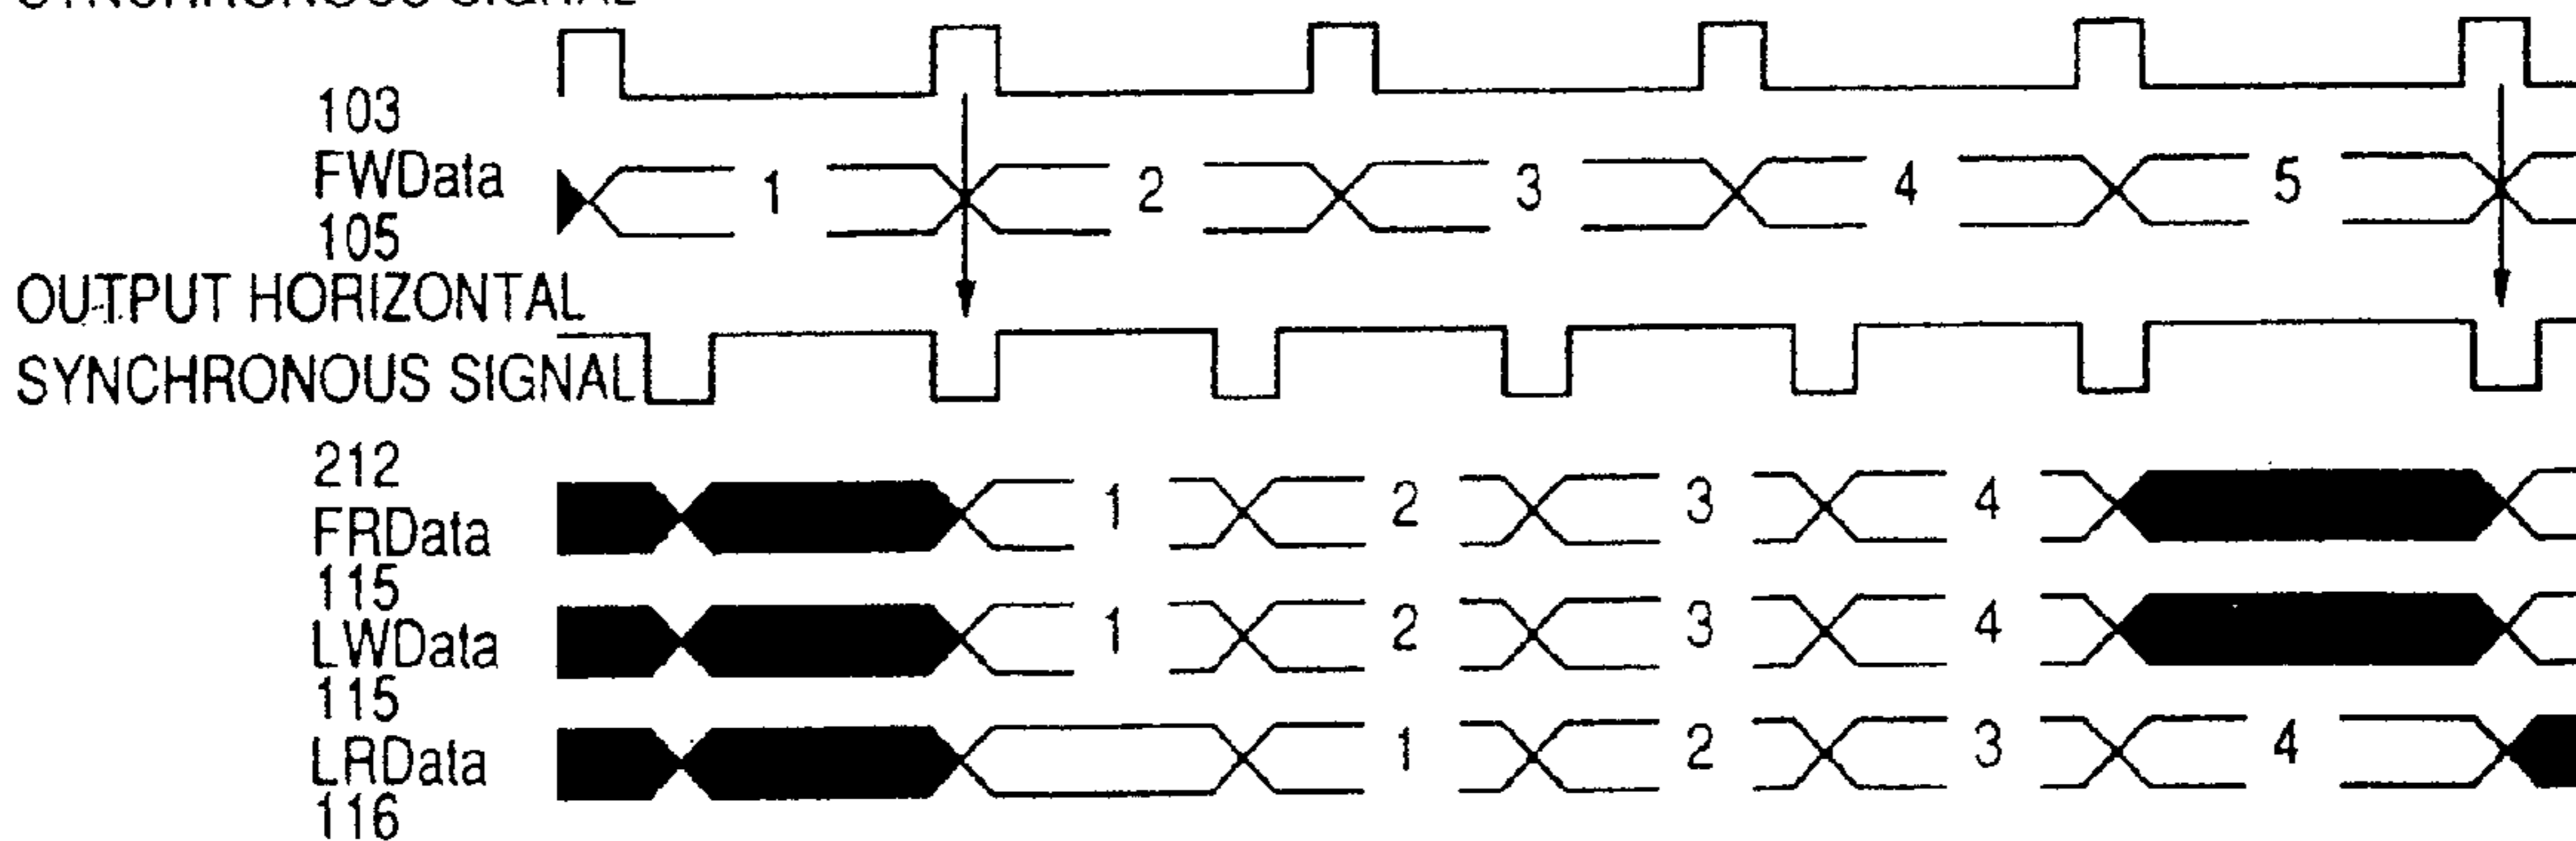 SYNCHRONOUS SIGNAL
103
FWData 1 2 3 4 5
105
OUTPUT HORIZONTAL
SYNCHRONOUS SIGNAL
212
FRData 1 2 3 4
115
LWData 1 2 3 4
115
LRData 1 2 3 4
116